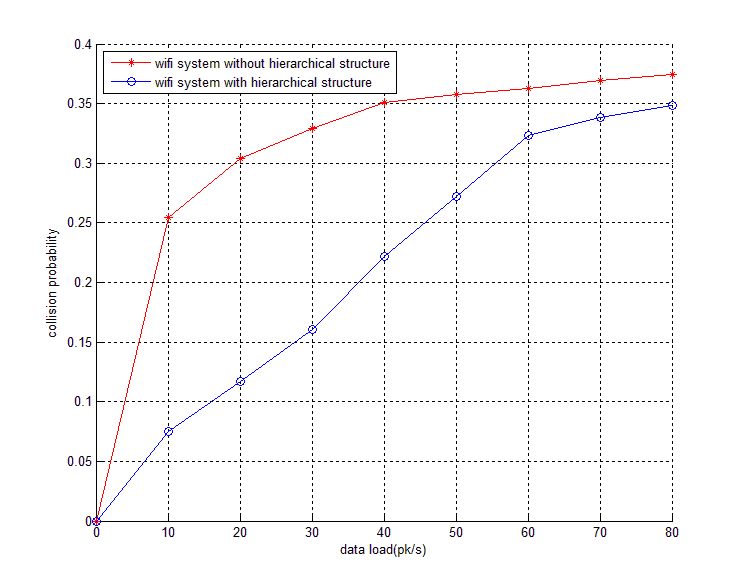 0.4
wifi system without hierarchical structure
wifi system with hierarchical structure
0.35
0.3
0.25
0.2
0.15
0.1
0.05
0
collision probability
0 10 20 30 40 50 60 70 80
data load(pk/s)